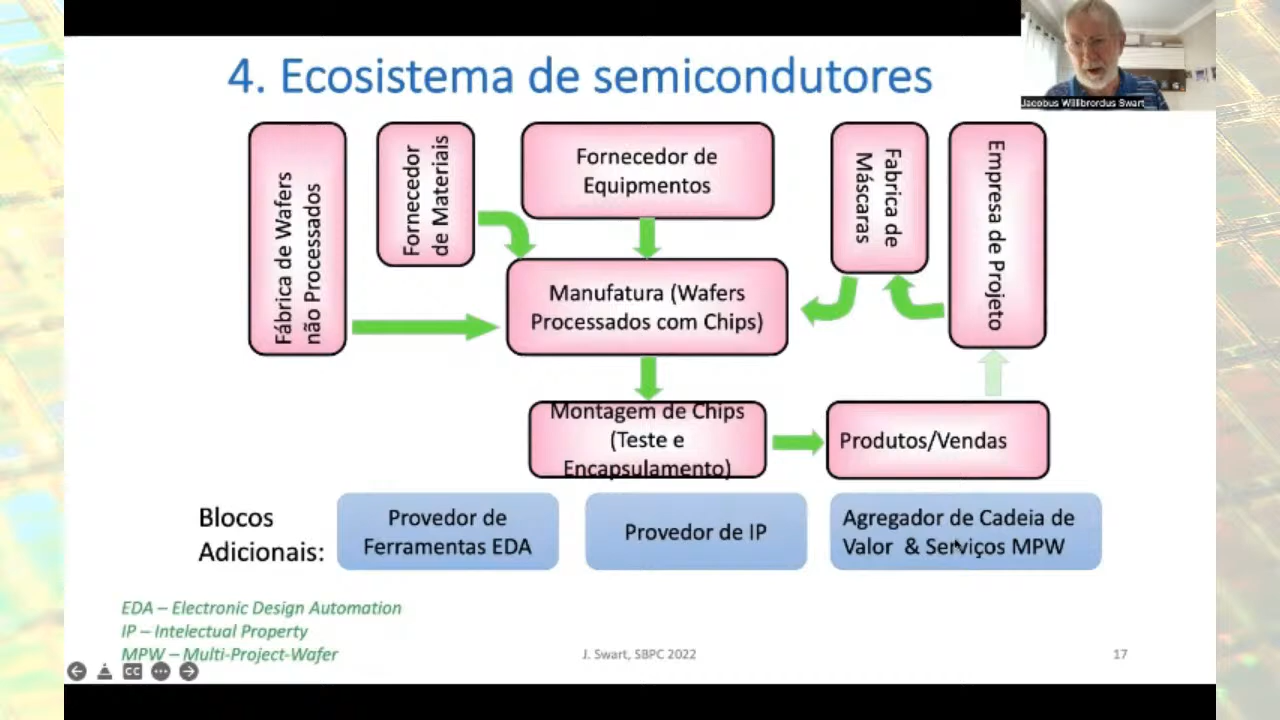 4. Ecosistema de semicondutores
Jacobus Willibrordus Swart
Fábrica de Wafers
não Processados
Fornecedor
de Materiais
Fornecedor de
Equipmentos
Fabrica de
Máscaras
Empresa de Projeto
Manufatura (Wafers
Processados com Chips)
Montagem de Chips
(Teste e
Encapsulamento)
Produtos/Vendas
Blocos
Adicionais:
Provedor de
Ferramentas EDA
Provedor de IP
Agregador de Cadeia de
Valor & Serviços MPW
EDA – Electronic Design Automation
IP – Intelectual Property
MPW – Multi-Project-Wafer
CC
J. Swart, SBPC 2022
17